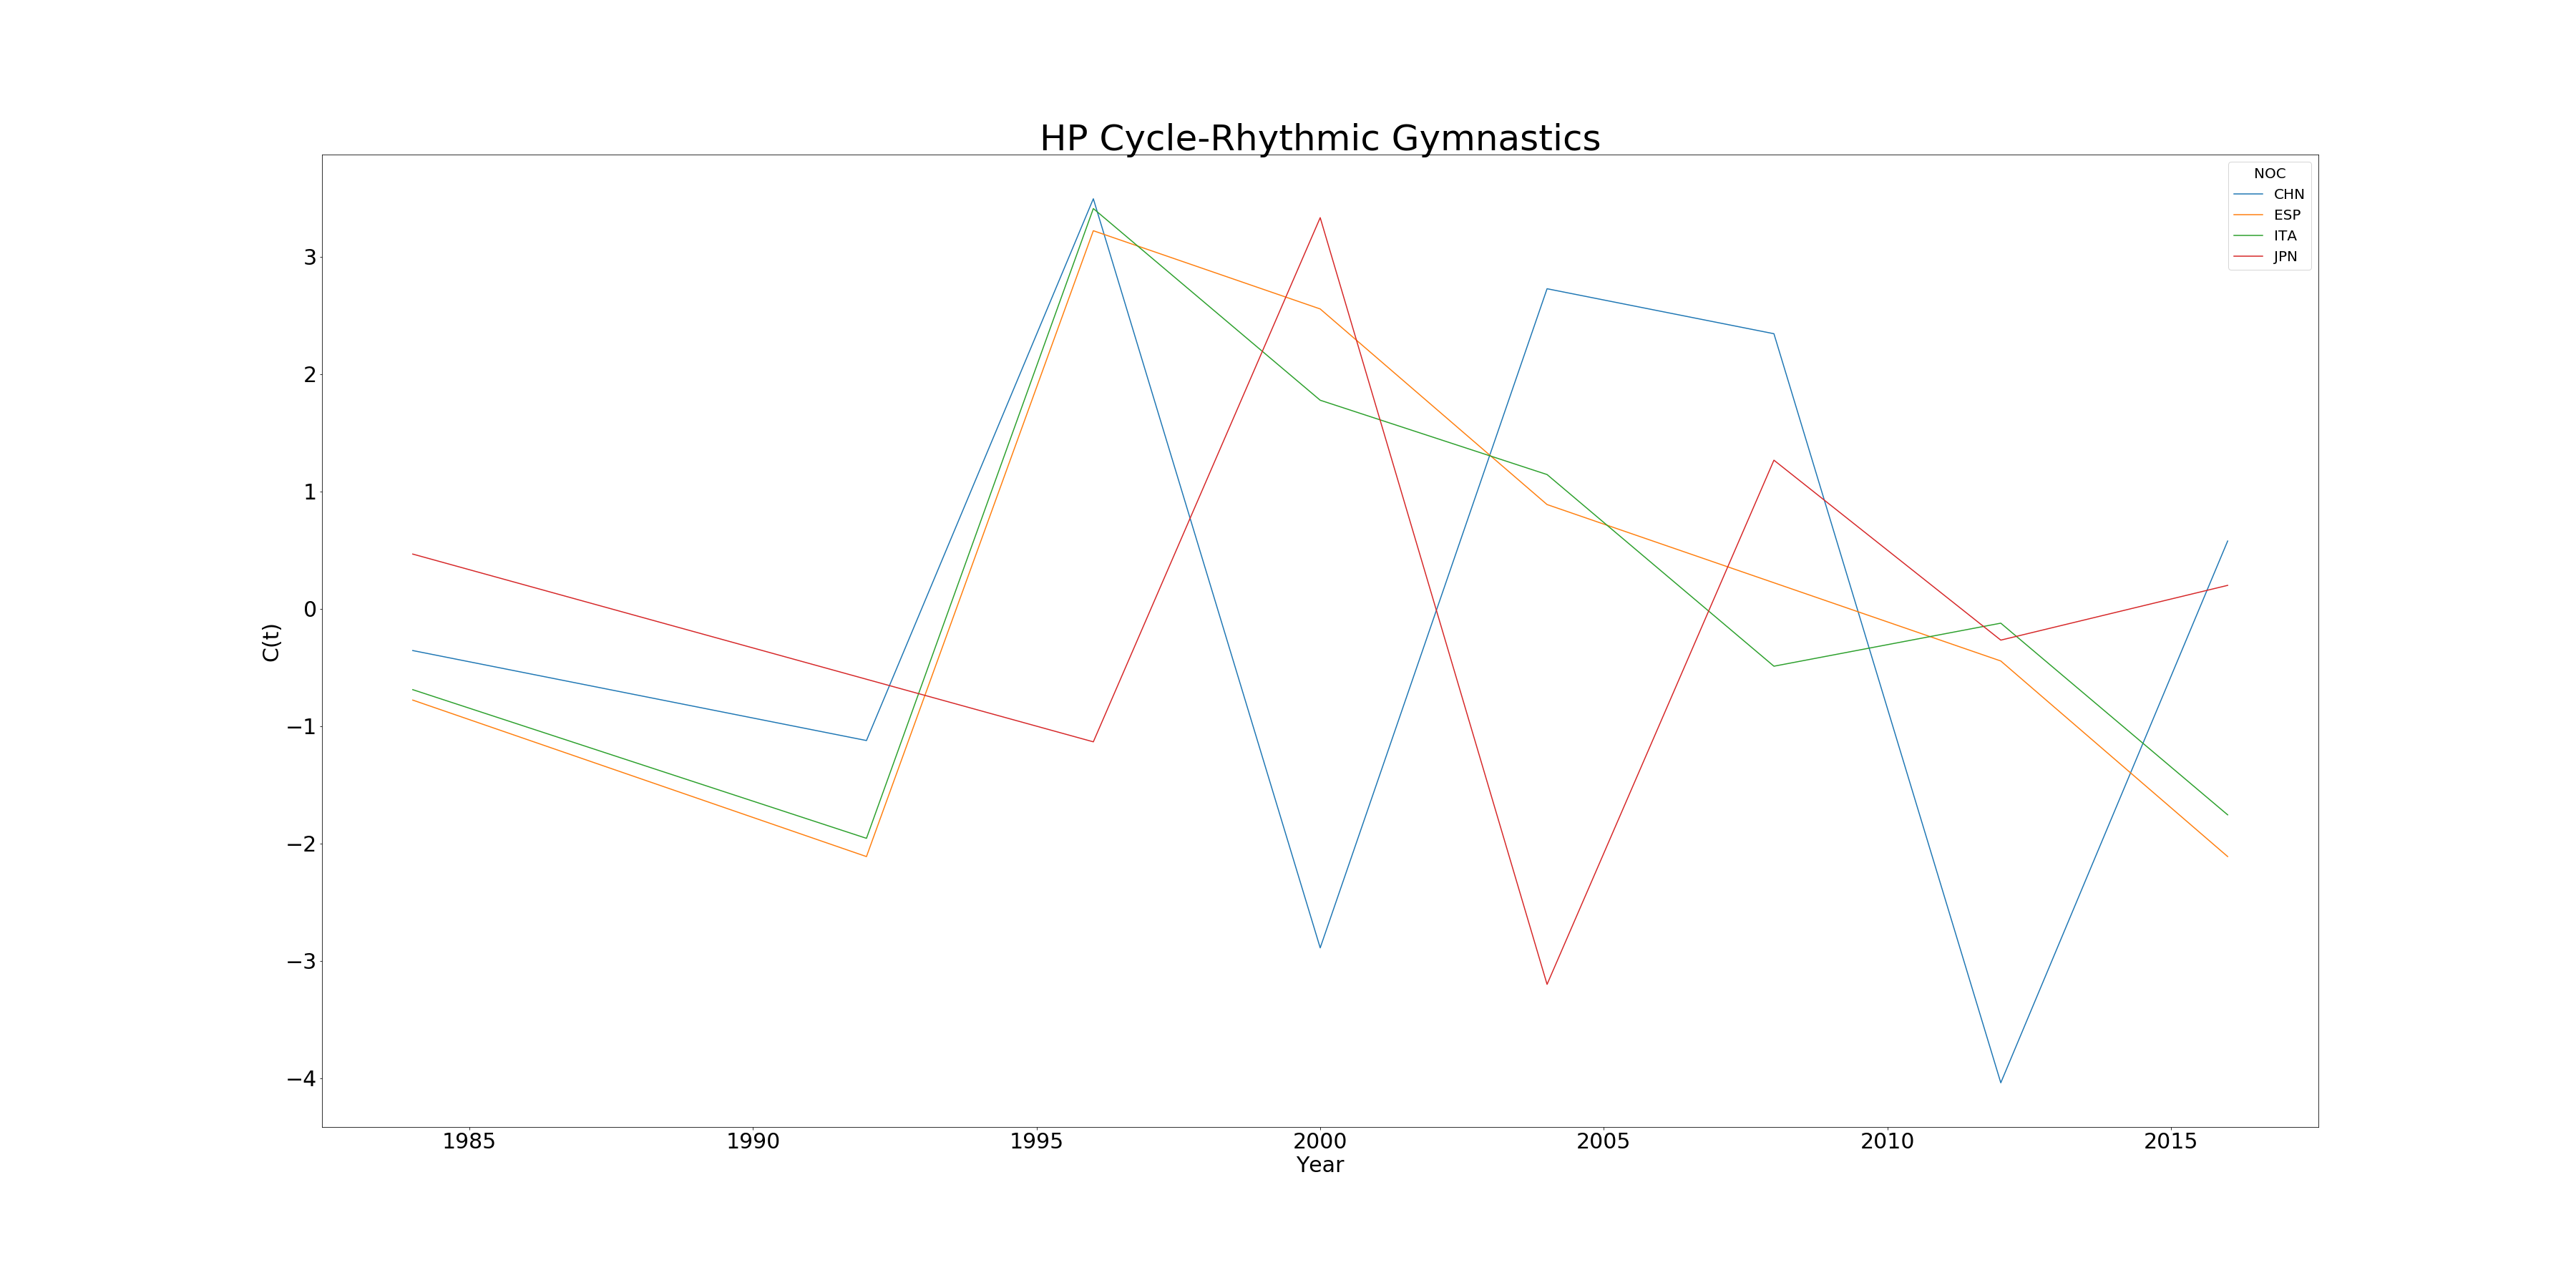 HP Cycle-Rhythmic Gymnastics
NOC
CHN
ESP
ITA
JPN
C(t)
3
2
1
0
−1
−2
−3
−4
1985 1990 1995 2000 2005 2010 2015
Year